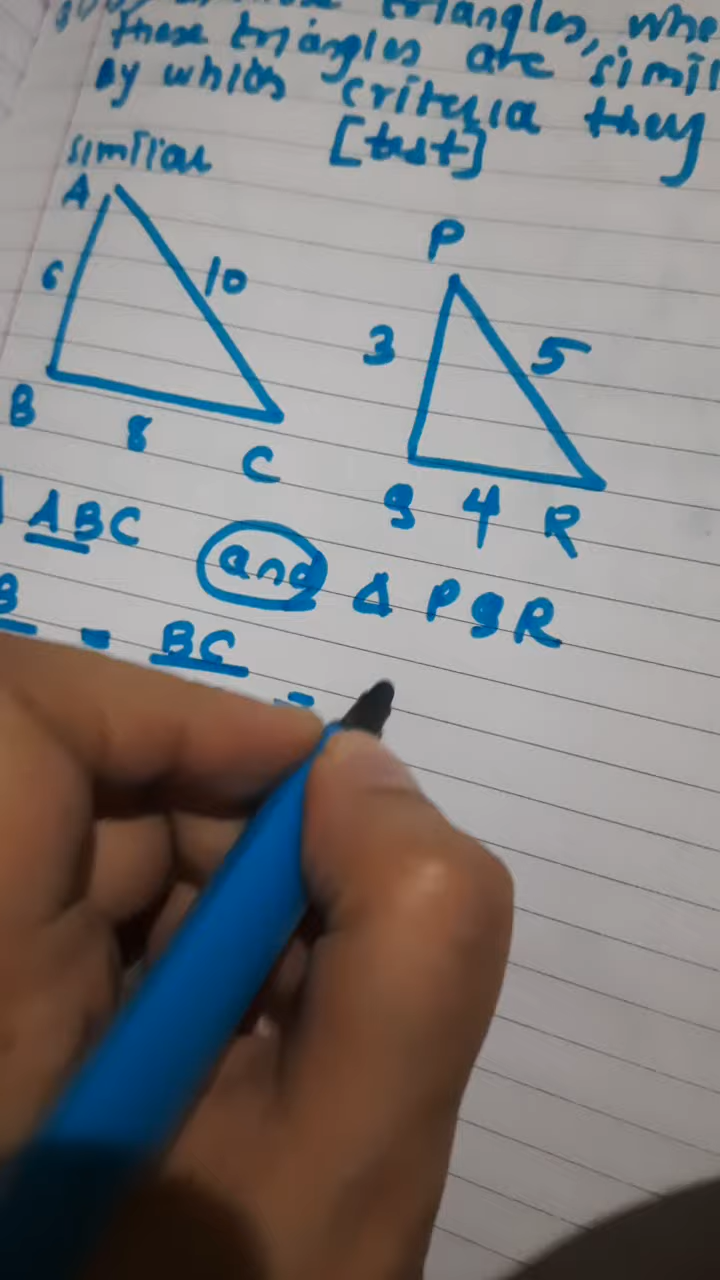 triangles, whe
these triangles are simil
by which criteria they
[test]
similar
A
P
6
10
3
5
B
8
C
Q 4 R
ABC and Δ PQR
B = BC =